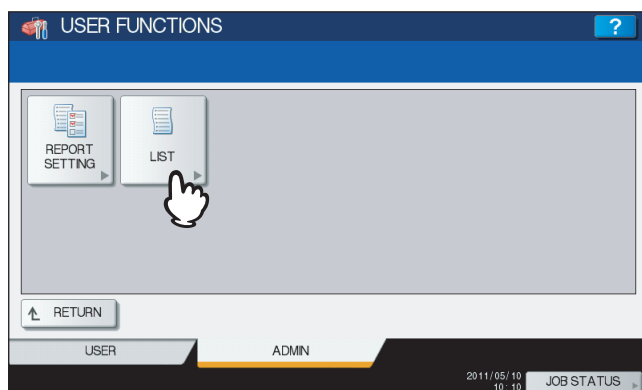 USER FUNCTIONS
?
REPORT
SETTING
LIST
RETURN
USER
ADMIN
2011/05/10
10:10
JOB STATUS